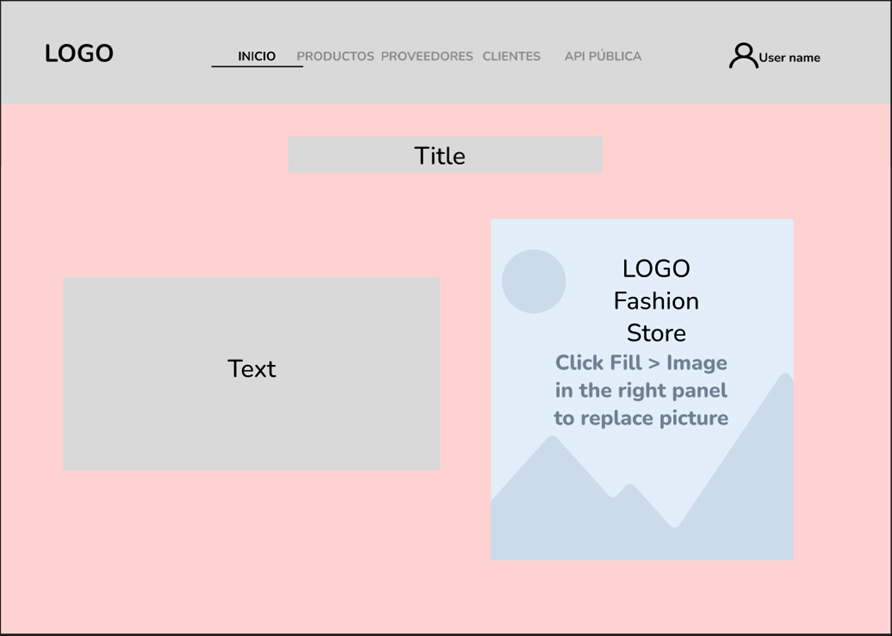 LOGO
INICIO PRODUCTOS PROVEEDORES CLIENTES API PÚBLICA
User name
Title
Text
LOGO
Fashion
Store
Click Fill > Image
in the right panel
to replace picture